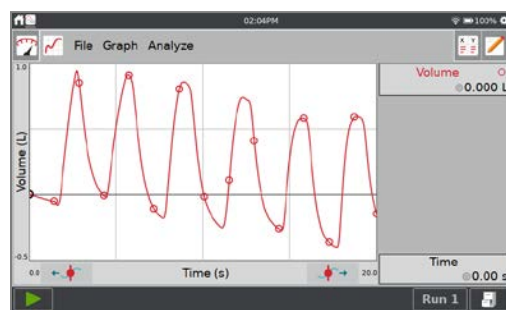 02:04PM
100%
File Graph Analyze
X Y
1.0
Volume (L)
-0.5
0.0
Time (s)
20.0
Volume
0.000 L
Time
0.00 s
Run 1